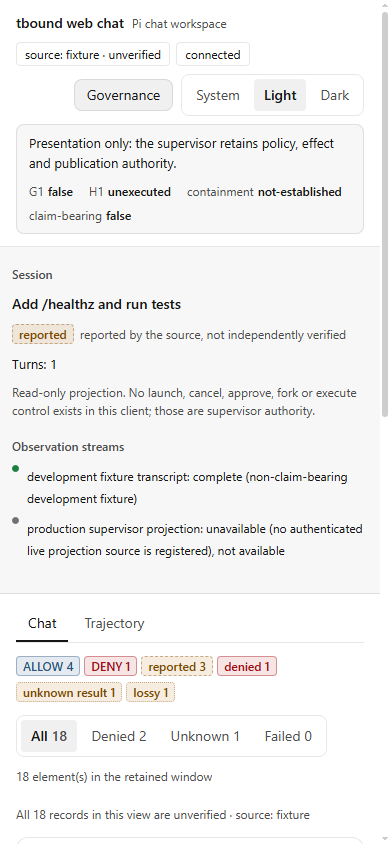 tbound web chat Pi chat workspace
source: fixture · unverified connected
Governance System Light Dark
Presentation only: the supervisor retains policy, effect
and publication authority.
G1 false H1 unexecuted containment not-established
claim-bearing false
Session
Add /healthz and run tests
reported reported by the source, not independently verified
Turns: 1
Read-only projection. No launch, cancel, approve, fork or execute
control exists in this client; those are supervisor authority.
Observation streams
development fixture transcript: complete (non-claim-bearing
development fixture)
production supervisor projection: unavailable (no authenticated
live projection source is registered), not available
Chat Trajectory
ALLOW 4 DENY 1 reported 3 denied 1
unknown result 1 lossy 1
All 18 Denied 2 Unknown 1 Failed 0
18 element(s) in the retained window
All 18 records in this view are unverified · source: fixture